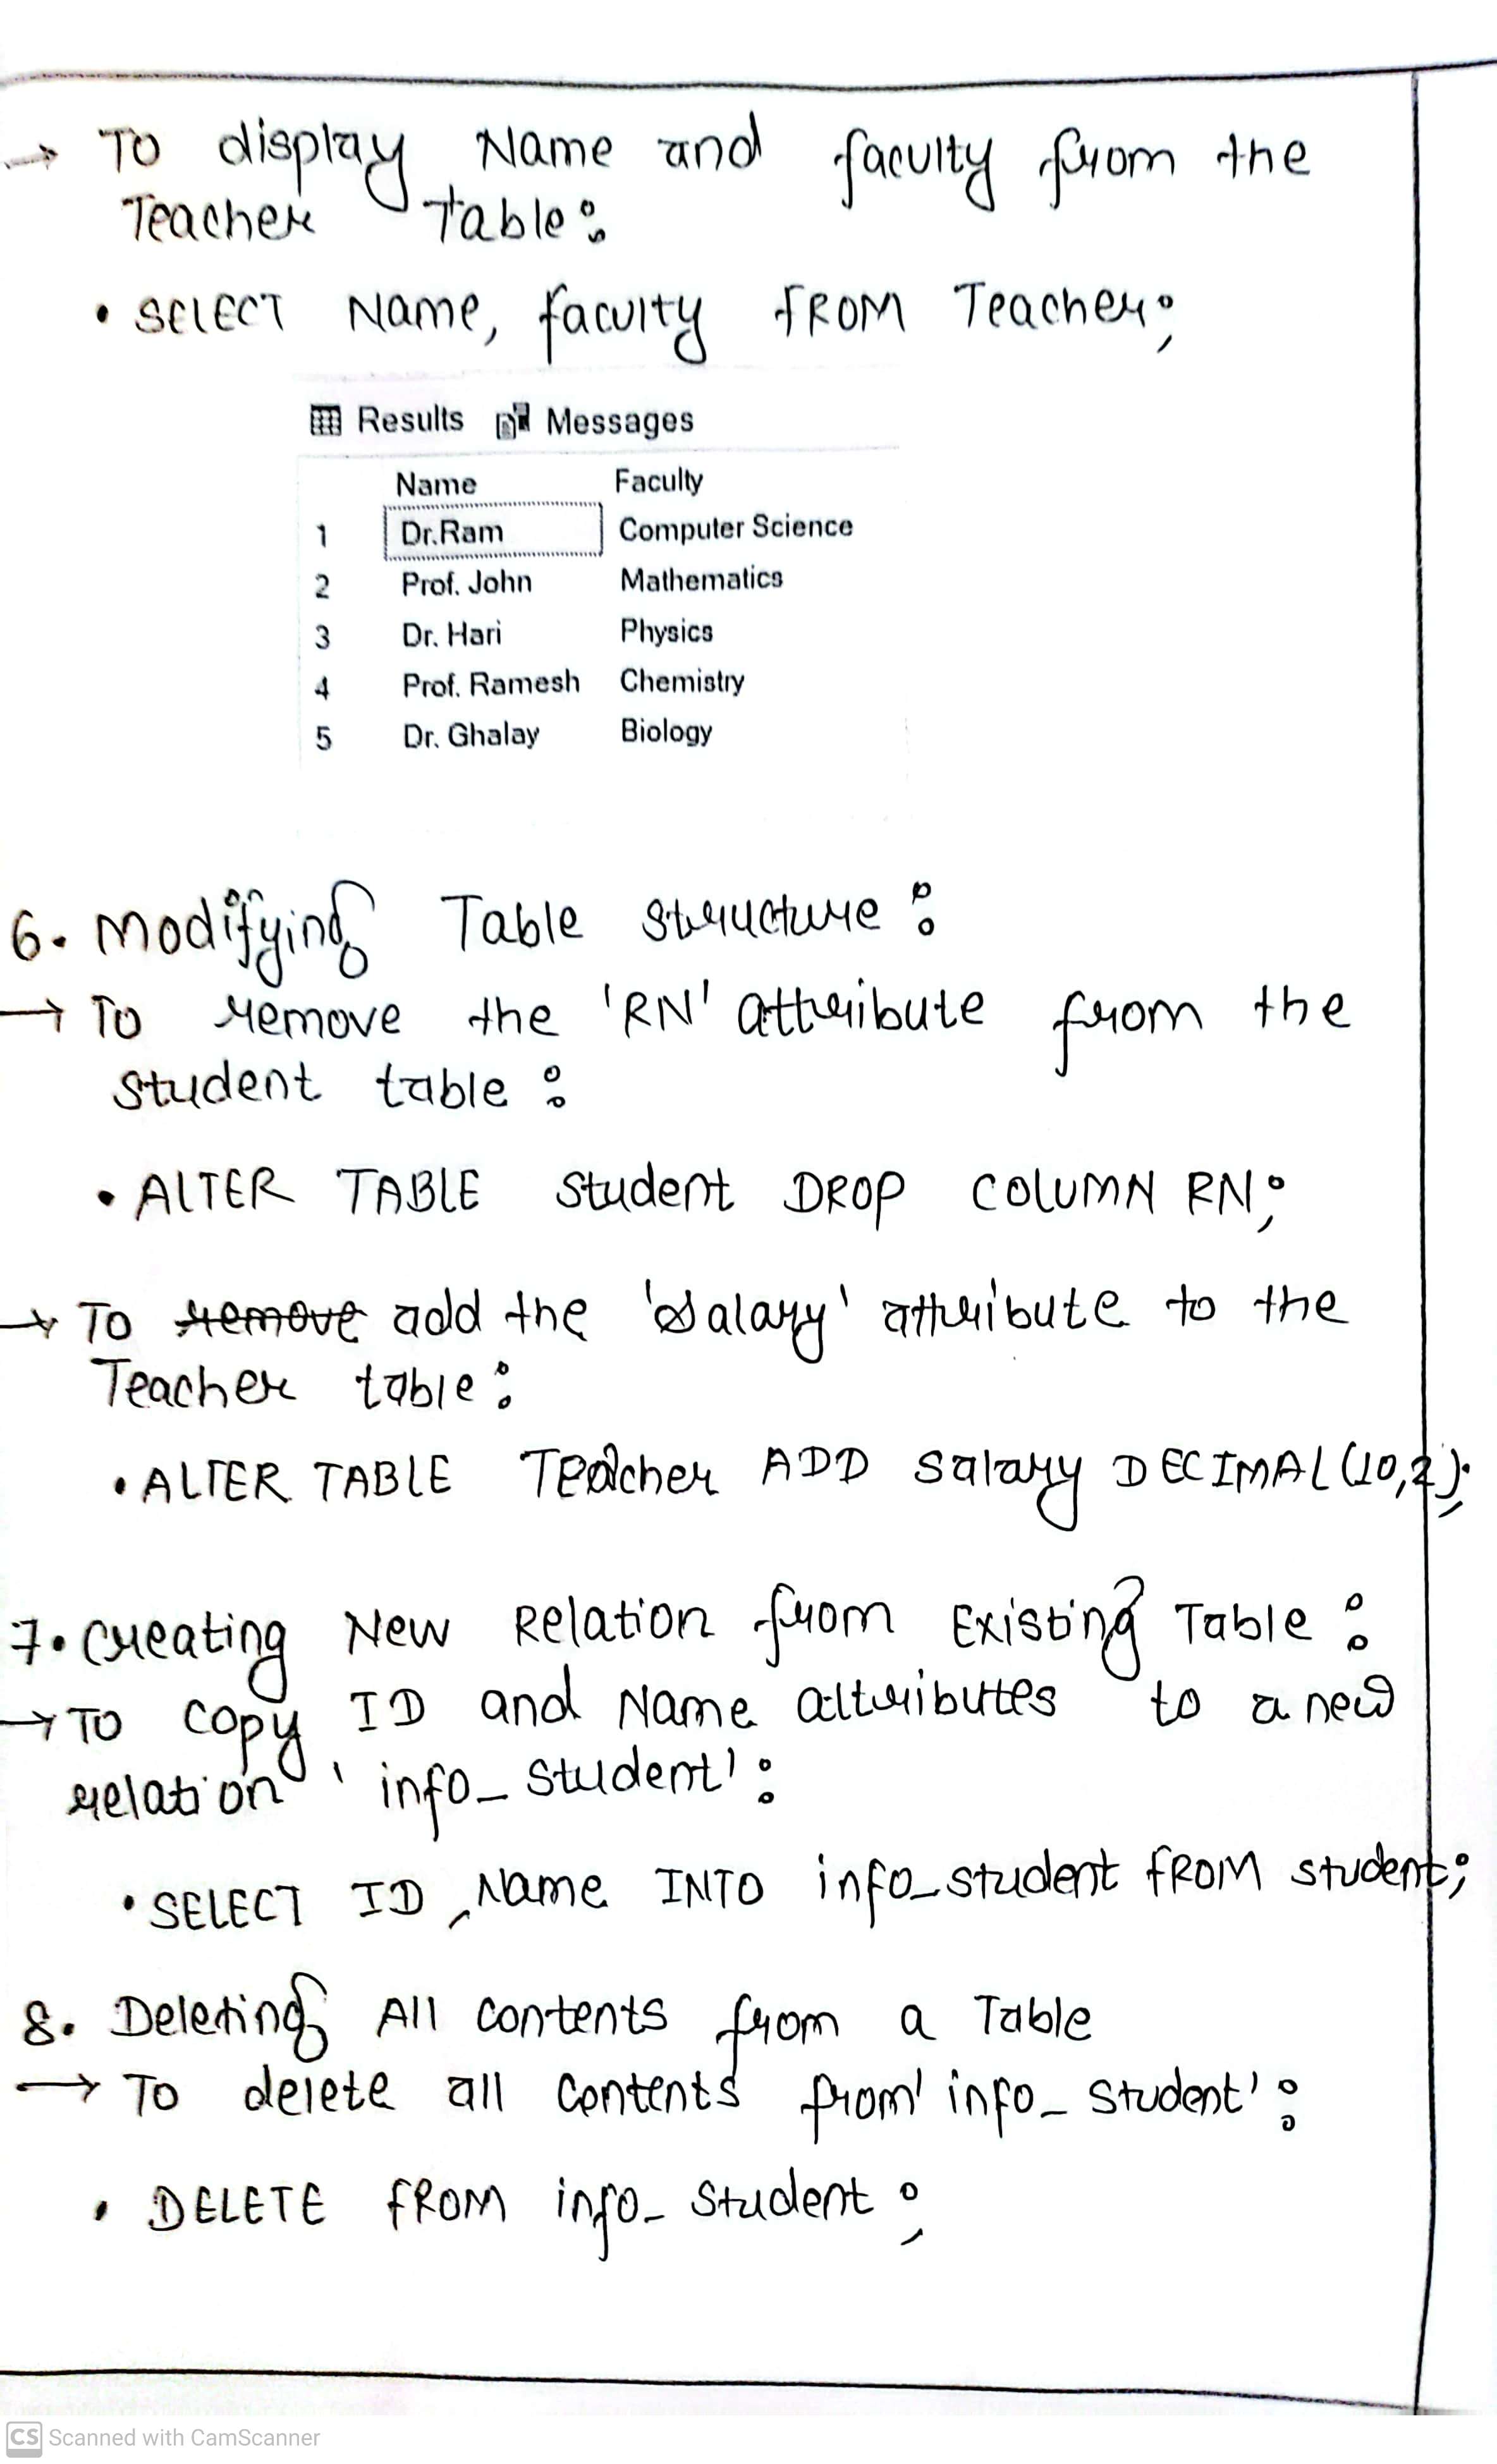 → To display Name and faculty from the
Teacher Table:
• SELECT Name, faculty FROM Teacher;
Results Messages
Name Faculty
1 Dr.Ram Computer Science
2 Prof. John Mathematics
3 Dr. Hari Physics
4 Prof. Ramesh Chemistry
5 Dr. Ghalay Biology
6. Modifying Table structure:
→ To remove the 'RN' attribute from the
student table:
• ALTER TABLE student DROP COLUMN RN;
→ To remove add the 'salary' attribute to the
Teacher table:
• ALTER TABLE Teacher ADD salary DECIMAL(10,2);
7. Creating New Relation from Existing Table:
→ To copy ID and Name attributes to a new
relation 'info_student':
• SELECT ID, Name INTO info_student FROM student;
8. Deleting All contents from a Table
→ To delete all contents from 'info_student':
• DELETE FROM info_student;
CS Scanned with CamScanner